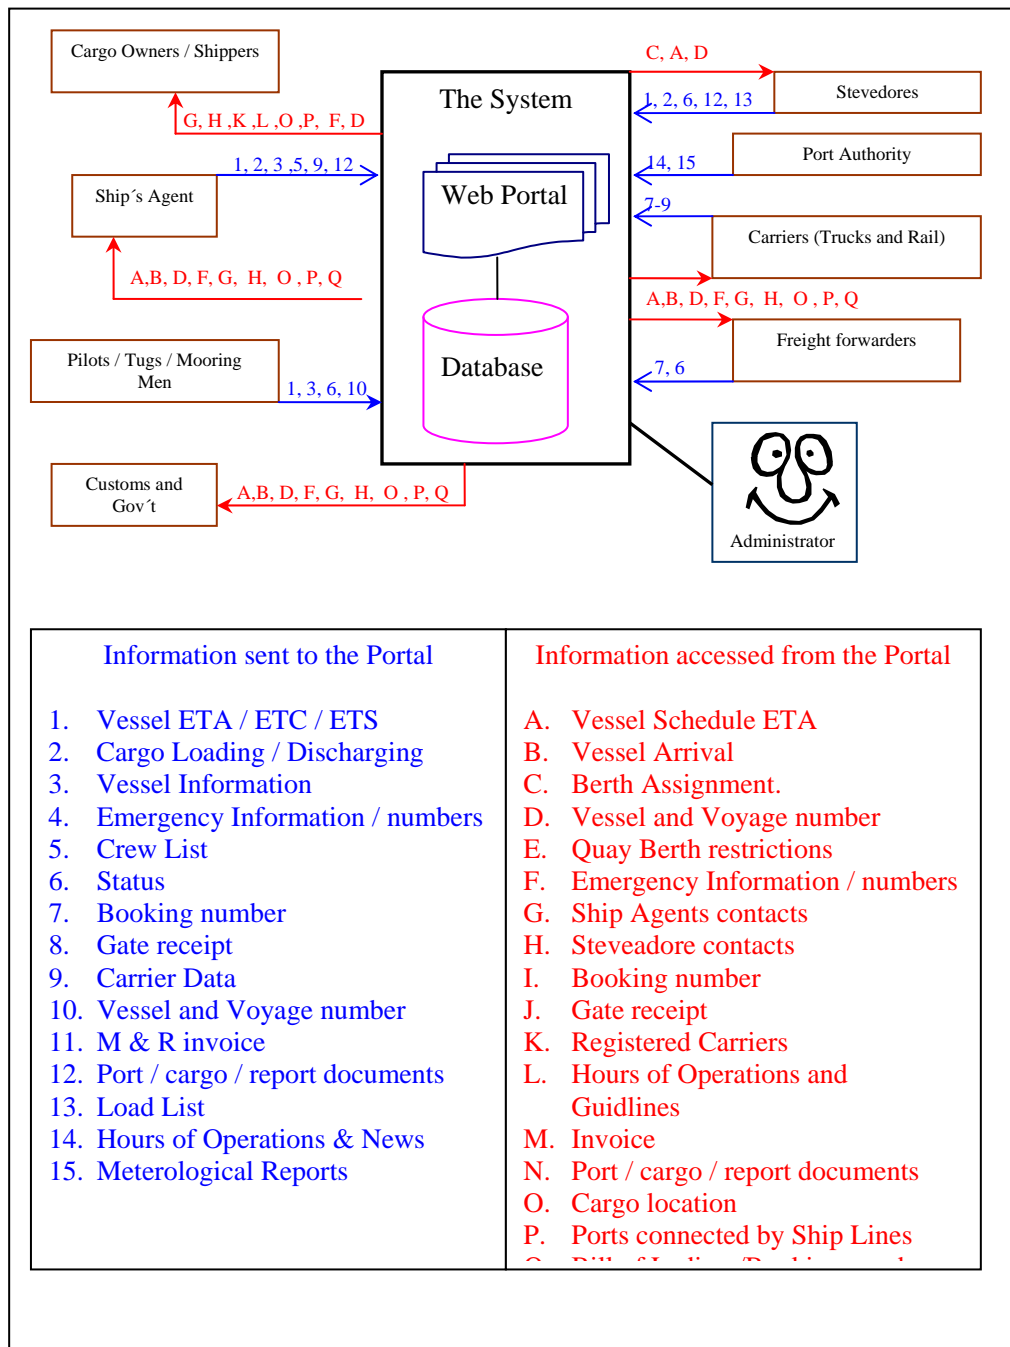 Cargo Owners / Shippers
G, H ,K ,L ,O ,P,  F, D
1, 2, 3 ,5, 9, 12
Ship´s Agent
A,B, D, F, G,  H,  O , P, Q
Pilots / Tugs / Mooring
Men
1, 3, 6, 10
Customs and
Gov´t
A,B, D, F, G,  H,  O , P, Q
The System
Web Portal
Database
C, A, D
Stevedores
1, 2, 6, 12, 13
Port Authority
14, 15
7-9
Carriers (Trucks and Rail)
A,B, D, F, G,  H,  O , P, Q
Freight forwarders
7, 6
Administrator
Information sent to the Portal
1. Vessel ETA / ETC / ETS
2. Cargo Loading / Discharging
3. Vessel Information
4. Emergency Information / numbers
5. Crew List
6. Status
7. Booking number
8. Gate receipt
9. Carrier Data
10. Vessel and Voyage number
11. M & R invoice
12. Port / cargo / report documents
13. Load List
14. Hours of Operations & News
15. Meterological Reports
Information accessed from the Portal
A. Vessel Schedule ETA
B. Vessel Arrival
C. Berth Assignment.
D. Vessel and Voyage number
E. Quay Berth restrictions
F. Emergency Information / numbers
G. Ship Agents contacts
H. Steveadore contacts
I. Booking number
J. Gate receipt
K. Registered Carriers
L. Hours of Operations and
Guidlines
M. Invoice
N. Port / cargo / report documents
O. Cargo location
P. Ports connected by Ship Lines